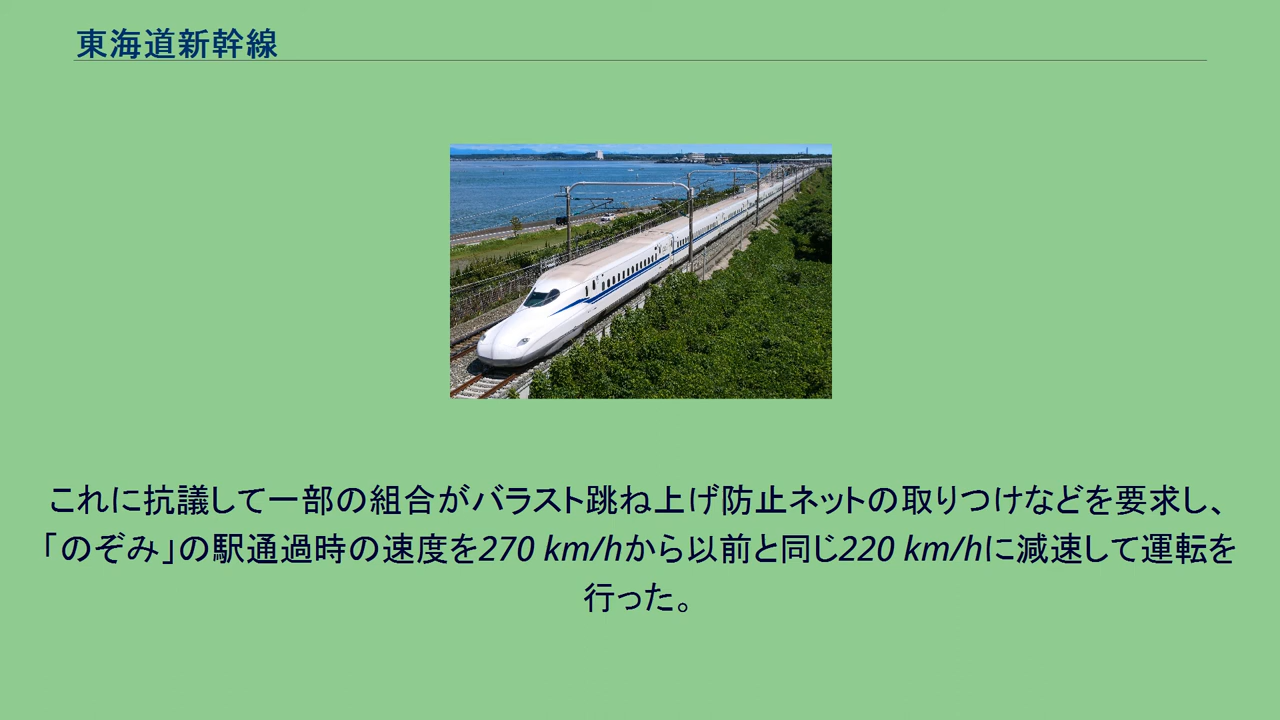 東海道新幹線
これに抗議して一部の組合がバラスト跳ね上げ防止ネットの取りつけなどを要求し、
「のぞみ」の駅通過時の速度を270 km/hから以前と同じ220 km/hに減速して運転を
行った。